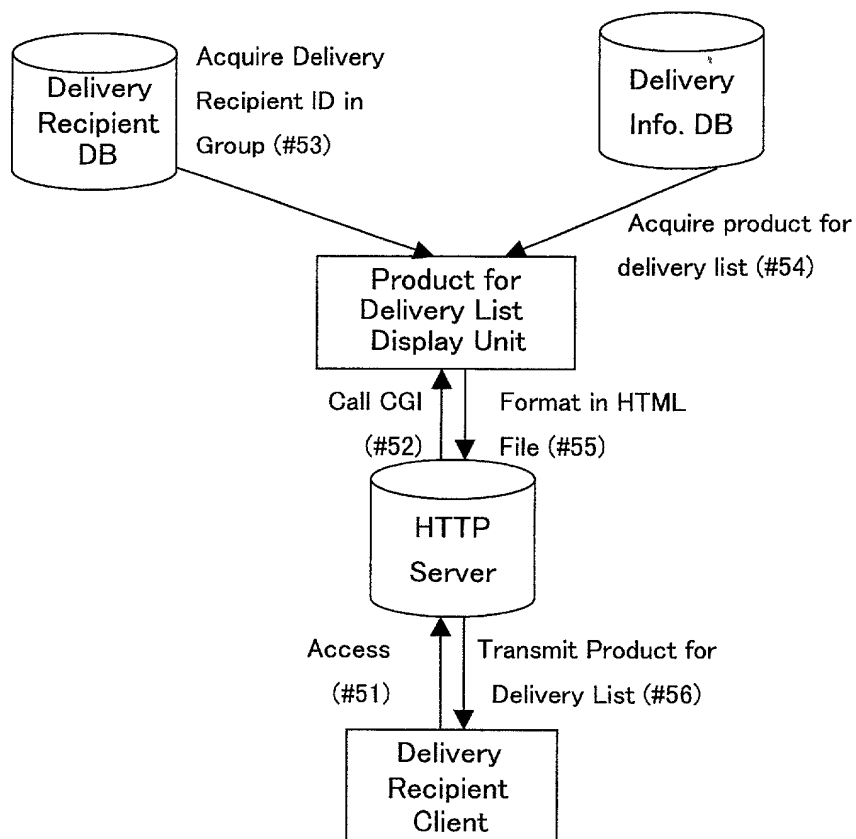 Delivery
Recipient
DB
Acquire Delivery
Recipient ID in
Group (#53)
Delivery
Info. DB
Acquire product for
delivery list (#54)
Product for
Delivery List
Display Unit
Call CGI
(#52)
Format in HTML
File (#55)
HTTP
Server
Access
(#51)
Transmit Product for
Delivery List (#56)
Delivery
Recipient
Client